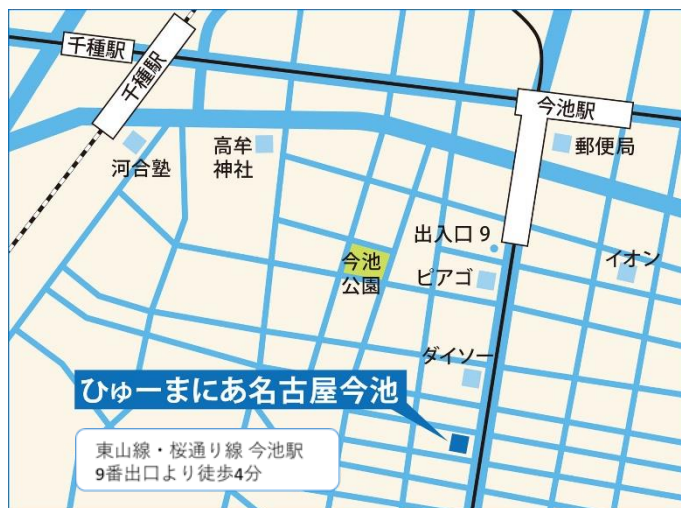 千種駅
千種駅
今池駅
郵便局
河合塾
高牟
神社
出入口 9
イオン
今池
公園
ピアゴ
ダイソー
ひゅーまにあ名古屋今池
東山線・桜通り線 今池駅
9番出口より徒歩4分